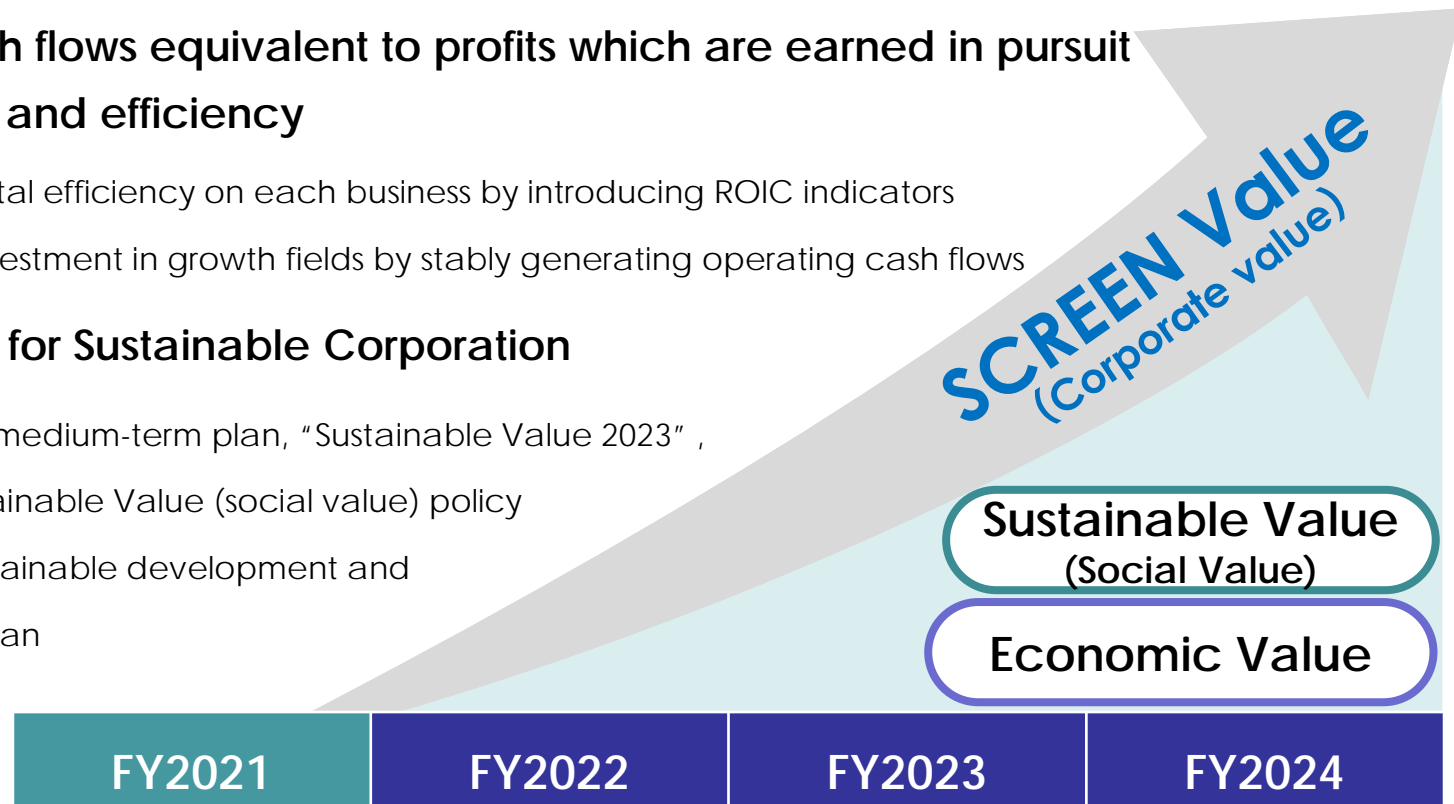 h flows equivalent to profits which are earned in pursuit
and efficiency
tal efficiency on each business by introducing ROIC indicators
estment in growth fields by stably generating operating cash flows
for Sustainable Corporation
medium-term plan, “Sustainable Value 2023” ,
ainable Value (social value) policy
tainable development and
an
SCREEN Value
(Corporate value)
Sustainable Value
(Social Value)
Economic Value
FY2021 FY2022 FY2023 FY2024